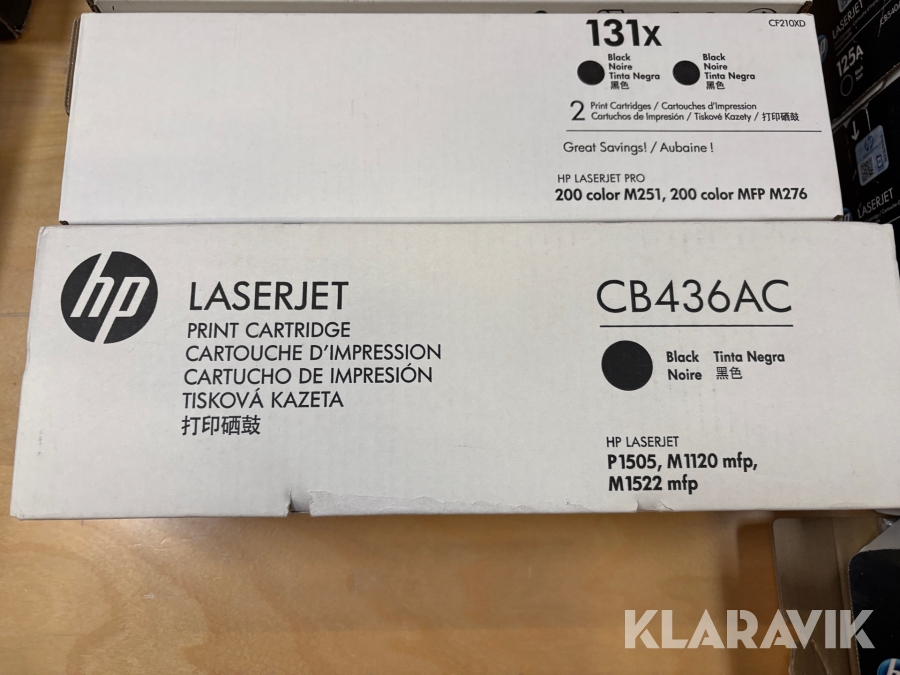 131x
CF210XD
Black
Noire
Tinta Negra
黑色
Black
Noire
Tinta Negra
黑色
2 Print Cartridges / Cartouches d'Impression
Cartuchos de Impresión / Tiskové Kazety / 打印硒鼓
Great Savings! / Aubaine !
HP LASERJET PRO
200 color M251, 200 color MFP M276
hp
LASERJET
PRINT CARTRIDGE
CARTOUCHE D'IMPRESSION
CARTUCHO DE IMPRESIÓN
TISKOVÁ KAZETA
打印硒鼓
CB436AC
Black Tinta Negra
Noire 黑色
HP LASERJET
P1505, M1120 mfp,
M1522 mfp
LASERJET
125A
LASERJET
KLARAVIK